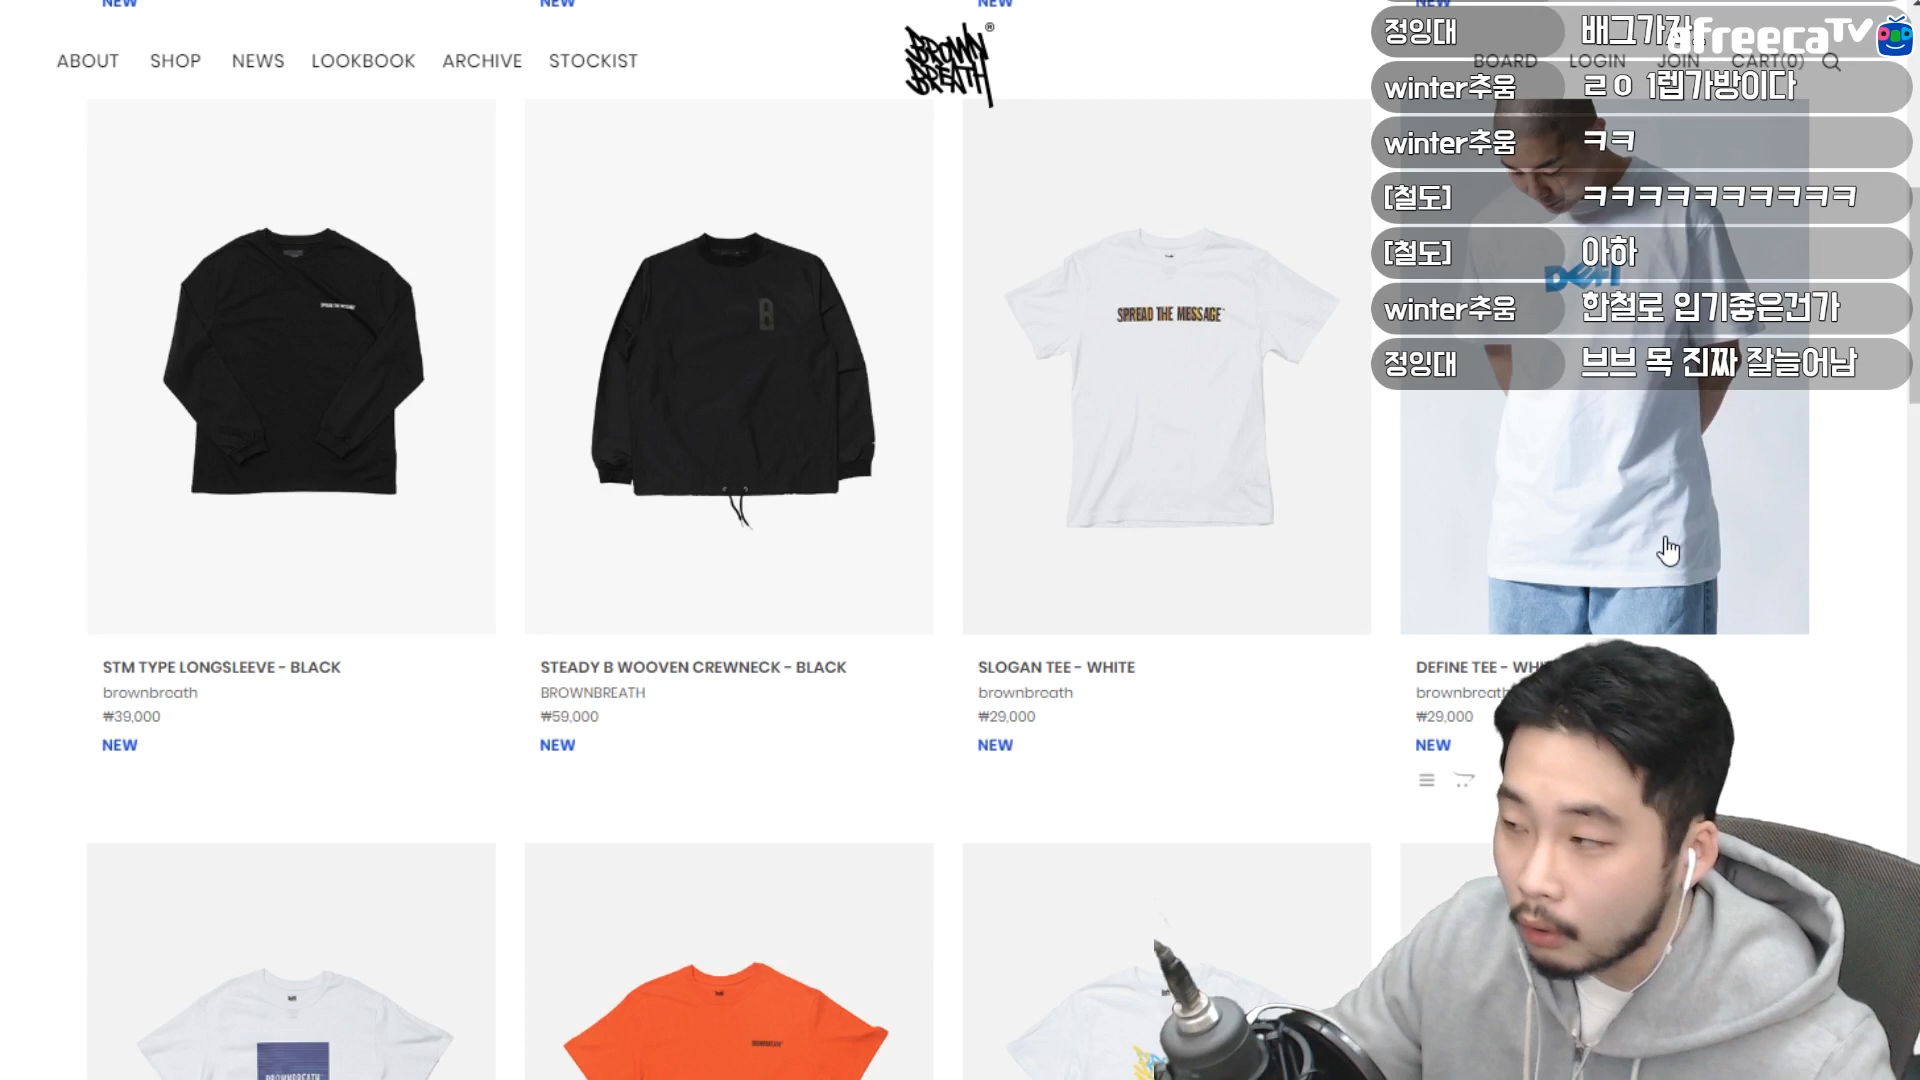 NEW NEW NEW NEW
ABOUT SHOP NEWS LOOKBOOK ARCHIVE STOCKIST
BROWN
BREATH
®
BOARD LOGIN JOIN CART(0)
afreecaTV
정잉대 배그가자
winter추움 ㄹㅇ 1렙가방이다
winter추움 ㅋㅋ
[철도] ㅋㅋㅋㅋㅋㅋㅋㅋㅋㅋ
[철도] 아하
winter추움 한철로 입기좋은건가
정잉대 브브 목 진짜 잘늘어남
SPREAD THE MESSAGE
B
SPREAD THE MESSAGE
STM TYPE LONGSLEEVE - BLACK
brownbreath
₩39,000
NEW
STEADY B WOOVEN CREWNECK - BLACK
BROWNBREATH
₩59,000
NEW
SLOGAN TEE - WHITE
brownbreath
₩29,000
NEW
DEFINE TEE -
brownbreath
₩29,000
NEW
BROWNBREATH
BROWNBREATH